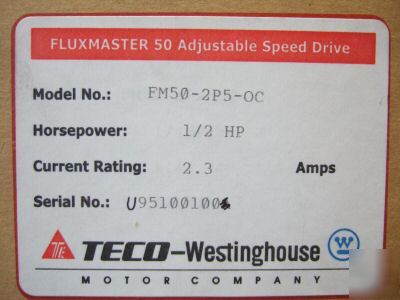 FLUXMASTER 50 Adjustable Speed Drive
Model No.: FM50-2P5-OC
Horsepower: 1/2 HP
Current Rating: 2.3 Amps
Serial No.:
TECO-Westinghouse
MOTOR COMPANY